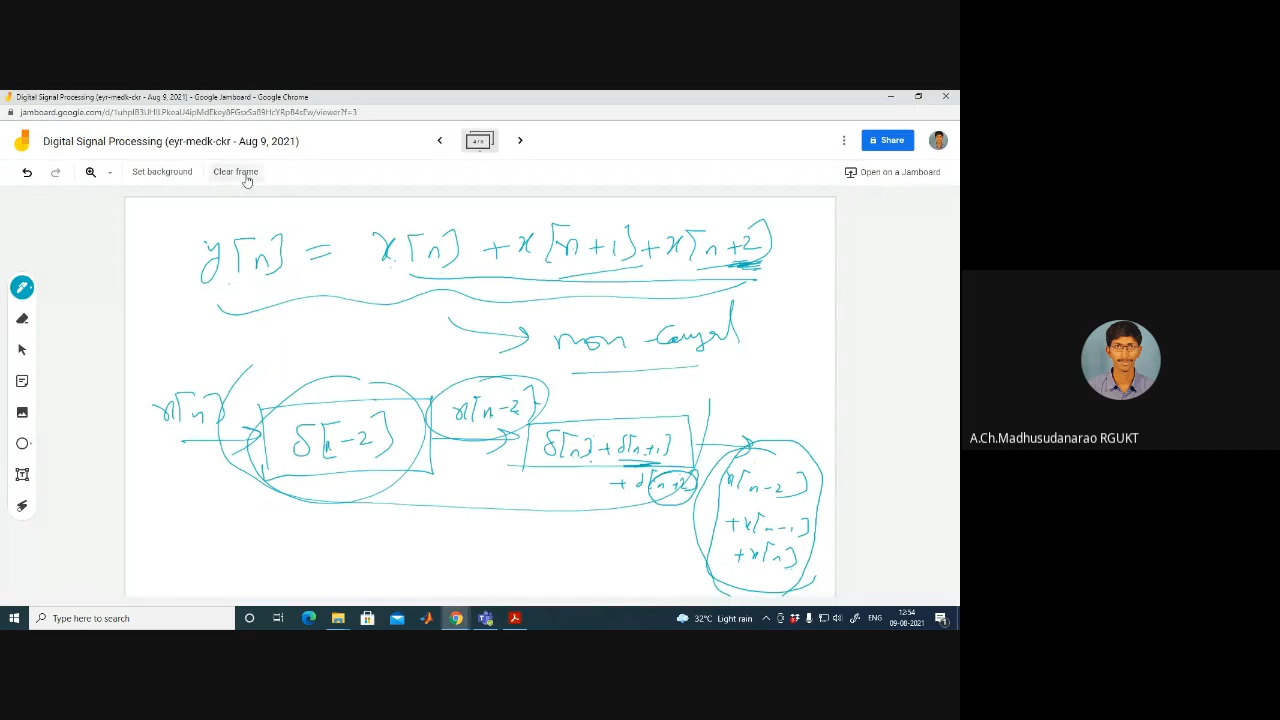 Digital Signal Processing (eyr-medk-ckr - Aug 9, 2021) - Google Jamboard - Google Chrome
Digital Signal Processing (eyr-medk-ckr - Aug 9, 2021)
4 / 9
Share
Set background
Clear frame
Open on a Jamboard
y[n] = x[n] + x[n+1] + x[n+2]
non-causal
x[n]
δ[n-2]
x[n-2]
δ[n] + δ[n+1]
+ δ[n+2]
x[n-2]
+ x[n-1]
+ x[n]
A.Ch.Madhusudanarao RGUKT
Type here to search
32°C Light rain
ENG
12:54
09-08-2021